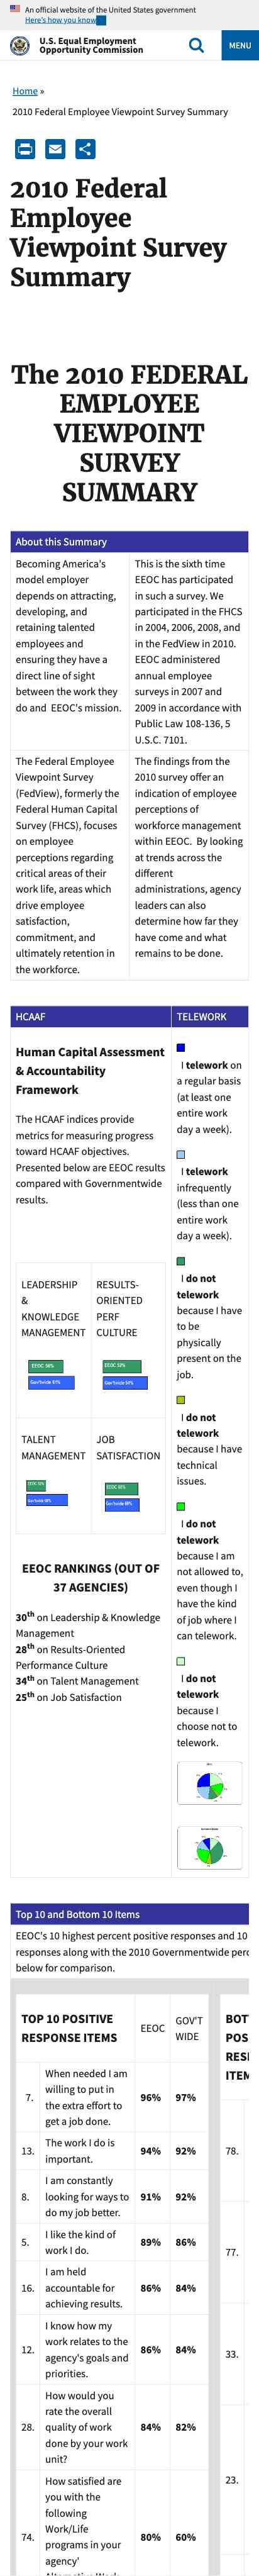 An official website of the United States government
Here's how you know
U.S. Equal Employment
Opportunity Commission
MENU
Home »
2010 Federal Employee Viewpoint Survey Summary
2010 Federal
Employee
Viewpoint Survey
Summary
The 2010 FEDERAL
EMPLOYEE
VIEWPOINT
SURVEY
SUMMARY
About this Summary
Becoming America's
model employer
depends on attracting,
developing, and
retaining talented
employees and
ensuring they have a
direct line of sight
between the work they
do and EEOC's mission.
This is the sixth time
EEOC has participated
in such a survey. We
participated in the FHCS
in 2004, 2006, 2008, and
in the FedView in 2010.
EEOC administered
annual employee
surveys in 2007 and
2009 in accordance with
Public Law 108-136, 5
U.S.C. 7101.
The Federal Employee
Viewpoint Survey
(FedView), formerly the
Federal Human Capital
Survey (FHCS), focuses
on employee
perceptions regarding
critical areas of their
work life, areas which
drive employee
satisfaction,
commitment, and
ultimately retention in
the workforce.
The findings from the
2010 survey offer an
indication of employee
perceptions of
workforce management
within EEOC. By looking
at trends across the
different
administrations, agency
leaders can also
determine how far they
have come and what
remains to be done.
HCAAF
Human Capital Assessment
& Accountability
Framework
The HCAAF indices provide
metrics for measuring progress
toward HCAAF objectives.
Presented below are EEOC results
compared with Governmentwide
results.
LEADERSHIP
&
KNOWLEDGE
MANAGEMENT
EEOC 56%
Gov'twide 61%
RESULTS-
ORIENTED
PERF
CULTURE
EEOC 52%
Gov'twide 54%
TALENT
MANAGEMENT
JOB
SATISFACTION
EEOC RANKINGS (OUT OF
37 AGENCIES)
30th on Leadership & Knowledge
Management
28th on Results-Oriented
Performance Culture
34th on Talent Management
25th on Job Satisfaction
TELEWORK
I telework on
a regular basis
(at least one
entire work
day a week).
I telework
infrequently
(less than one
entire work
day a week).
I do not
telework
because I have
to be
physically
present on the
job.
I do not
telework
because I have
technical
issues.
I do not
telework
because I am
not allowed to,
even though I
have the kind
of job where I
can telework.
I do not
telework
because I
choose not to
telework.
Top 10 and Bottom 10 Items
EEOC's 10 highest percent positive responses and 10
responses along with the 2010 Governmentwide perc
below for comparison.
TOP 10 POSITIVE
RESPONSE ITEMS
EEOC
GOV'T
WIDE
7.
When needed I am
willing to put in
the extra effort to
get a job done.
96%
97%
13.
The work I do is
important.
94%
92%
8.
I am constantly
looking for ways to
do my job better.
91%
92%
5.
I like the kind of
work I do.
89%
86%
16.
I am held
accountable for
achieving results.
86%
84%
12.
I know how my
work relates to the
agency's goals and
priorities.
86%
84%
28.
How would you
rate the overall
quality of work
done by your work
unit?
84%
82%
74.
How satisfied are
you with the
following
Work/Life
programs in your
agency'
80%
60%
78.
77.
33.
23.